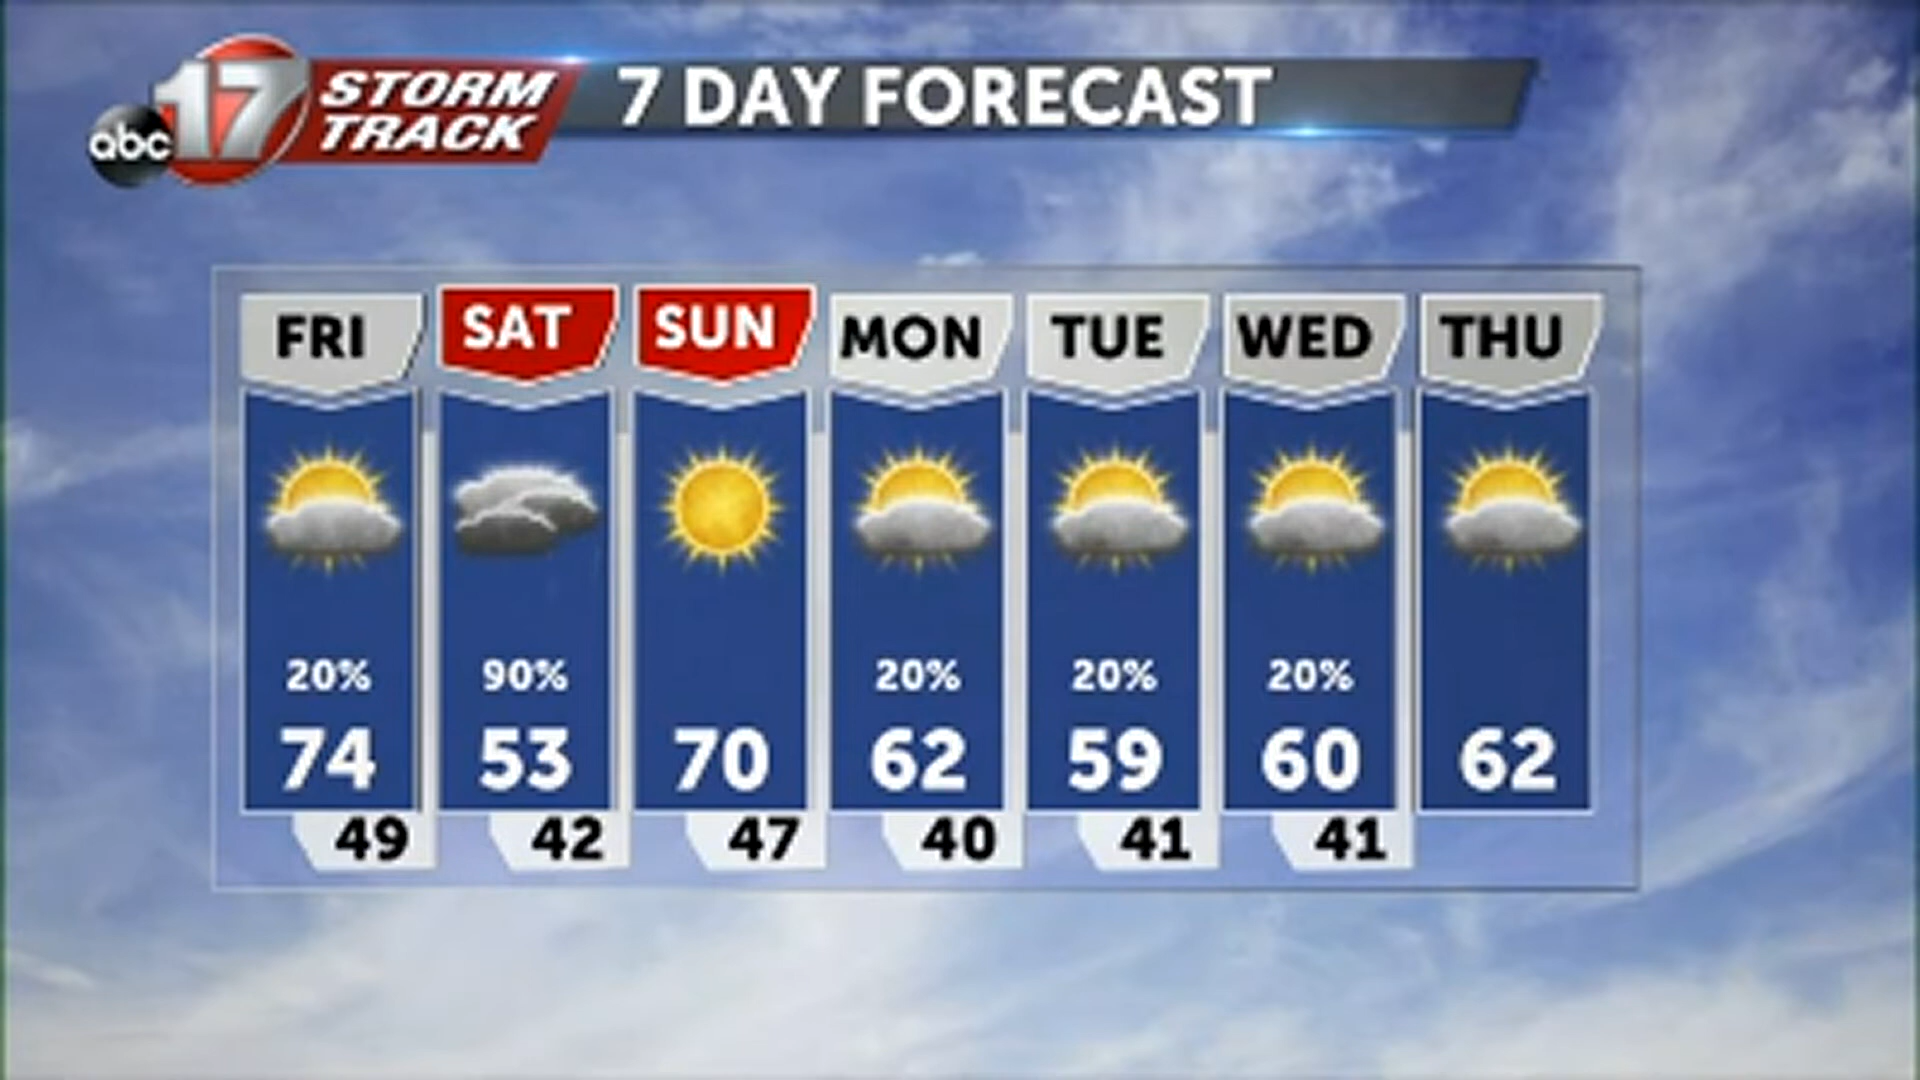 abc 17 STORM TRACK
7 DAY FORECAST
FRI SAT SUN MON TUE WED THU
20% 90% 20% 20% 20%
74 53 70 62 59 60 62
49 42 47 40 41 41